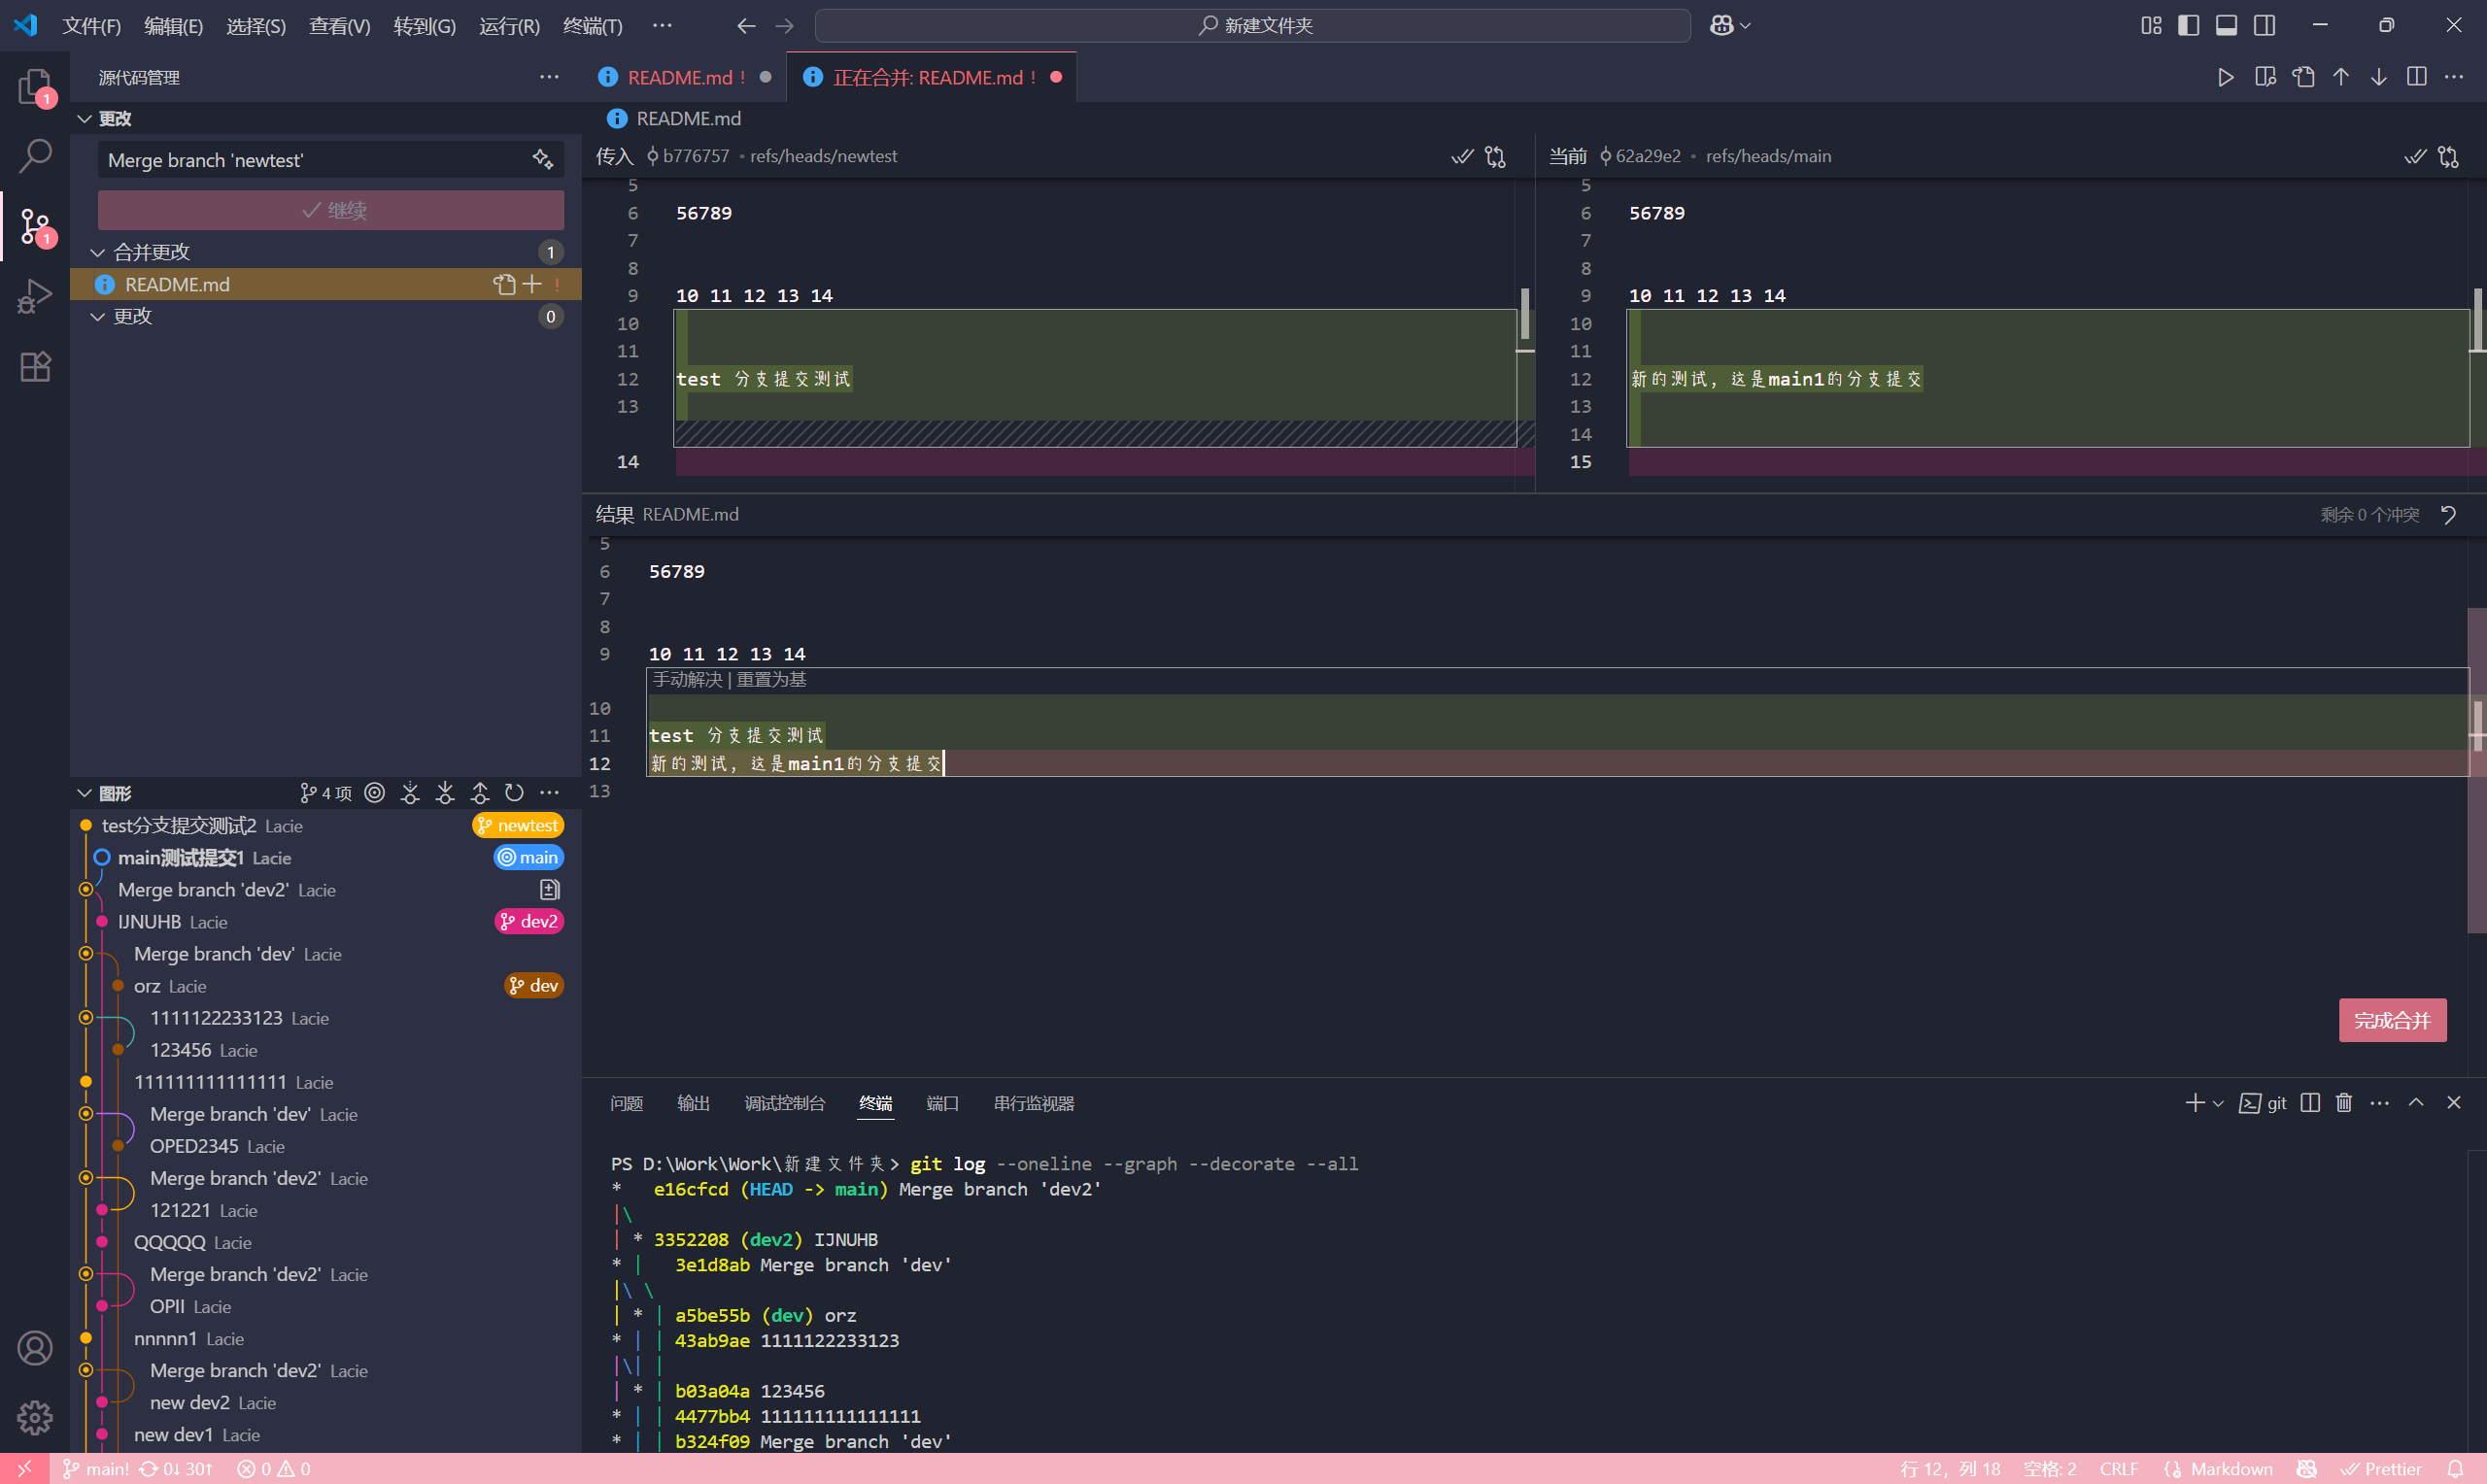 文件(F) 编辑(E) 选择(S) 查看(V) 转到(G) 运行(R) 终端(T) ··· 新建文件夹
源代码管理
更改
Merge branch 'newtest'
继续
合并更改 1
README.md !
更改 0
1
1
README.md ! 正在合并: README.md !
README.md
传入 b776757 • refs/heads/newtest
5
6 56789
7
8
9 10 11 12 13 14
10
11
12 test 分支提交测试
13
14
当前 62a29e2 • refs/heads/main
5
6 56789
7
8
9 10 11 12 13 14
10
11
12 新的测试，这是main1的分支提交
13
14
15
结果 README.md 剩余 0 个冲突
5
6 56789
7
8
9 10 11 12 13 14
手动解决 | 重置为基
10
11 test 分支提交测试
12 新的测试，这是main1的分支提交
13
完成合并
图形 4 项
test分支提交测试2 Lacie newtest
main测试提交1 Lacie main
Merge branch 'dev2' Lacie
IJNUHB Lacie dev2
Merge branch 'dev' Lacie
orz Lacie dev
1111122233123 Lacie
123456 Lacie
111111111111111 Lacie
Merge branch 'dev' Lacie
OPED2345 Lacie
Merge branch 'dev2' Lacie
121221 Lacie
QQQQQ Lacie
Merge branch 'dev2' Lacie
OPII Lacie
nnnnn1 Lacie
Merge branch 'dev2' Lacie
new dev2 Lacie
new dev1 Lacie
问题 输出 调试控制台 终端 端口 串行监视器 git
PS D:\Work\Work\新建文件夹> git log --oneline --graph --decorate --all
*   e16cfcd (HEAD -> main) Merge branch 'dev2'
|\
| * 3352208 (dev2) IJNUHB
* |   3e1d8ab Merge branch 'dev'
|\ \
| * | a5be55b (dev) orz
* | | 43ab9ae 1111122233123
|\| |
| * | b03a04a 123456
* | | 4477bb4 111111111111111
* | | b324f09 Merge branch 'dev'
main! 0↓ 30↑ 0 0 行 12，列 18 空格: 2 CRLF {} Markdown Prettier